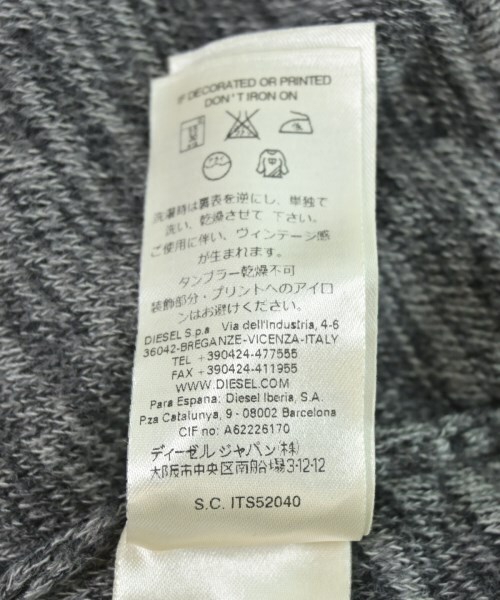 IF DECORATED OR PRINTED
DON'T IRON ON
洗濯時は裏表を逆にし、単独で
洗い、乾燥させて 下さい。
ご使用に伴い、ヴィンテージ感
が生まれます。
タンブラー乾燥不可
装飾部分・プリントへのアイロ
ンはお避けください。
DIESEL S.p.a Via dell'Industria, 4-6
36042-BREGANZE-VICENZA-ITALY
TEL +390424-477555
FAX +390424-411955
WWW.DIESEL.COM
Para Espana: Diesel Iberia, S.A.
P.za Catalunya, 9 - 08002 Barcelona
CIF no: A62226170
ディーゼル ジャパン (株)
大阪市中央区南船場3-12-12
S.C. ITS52040